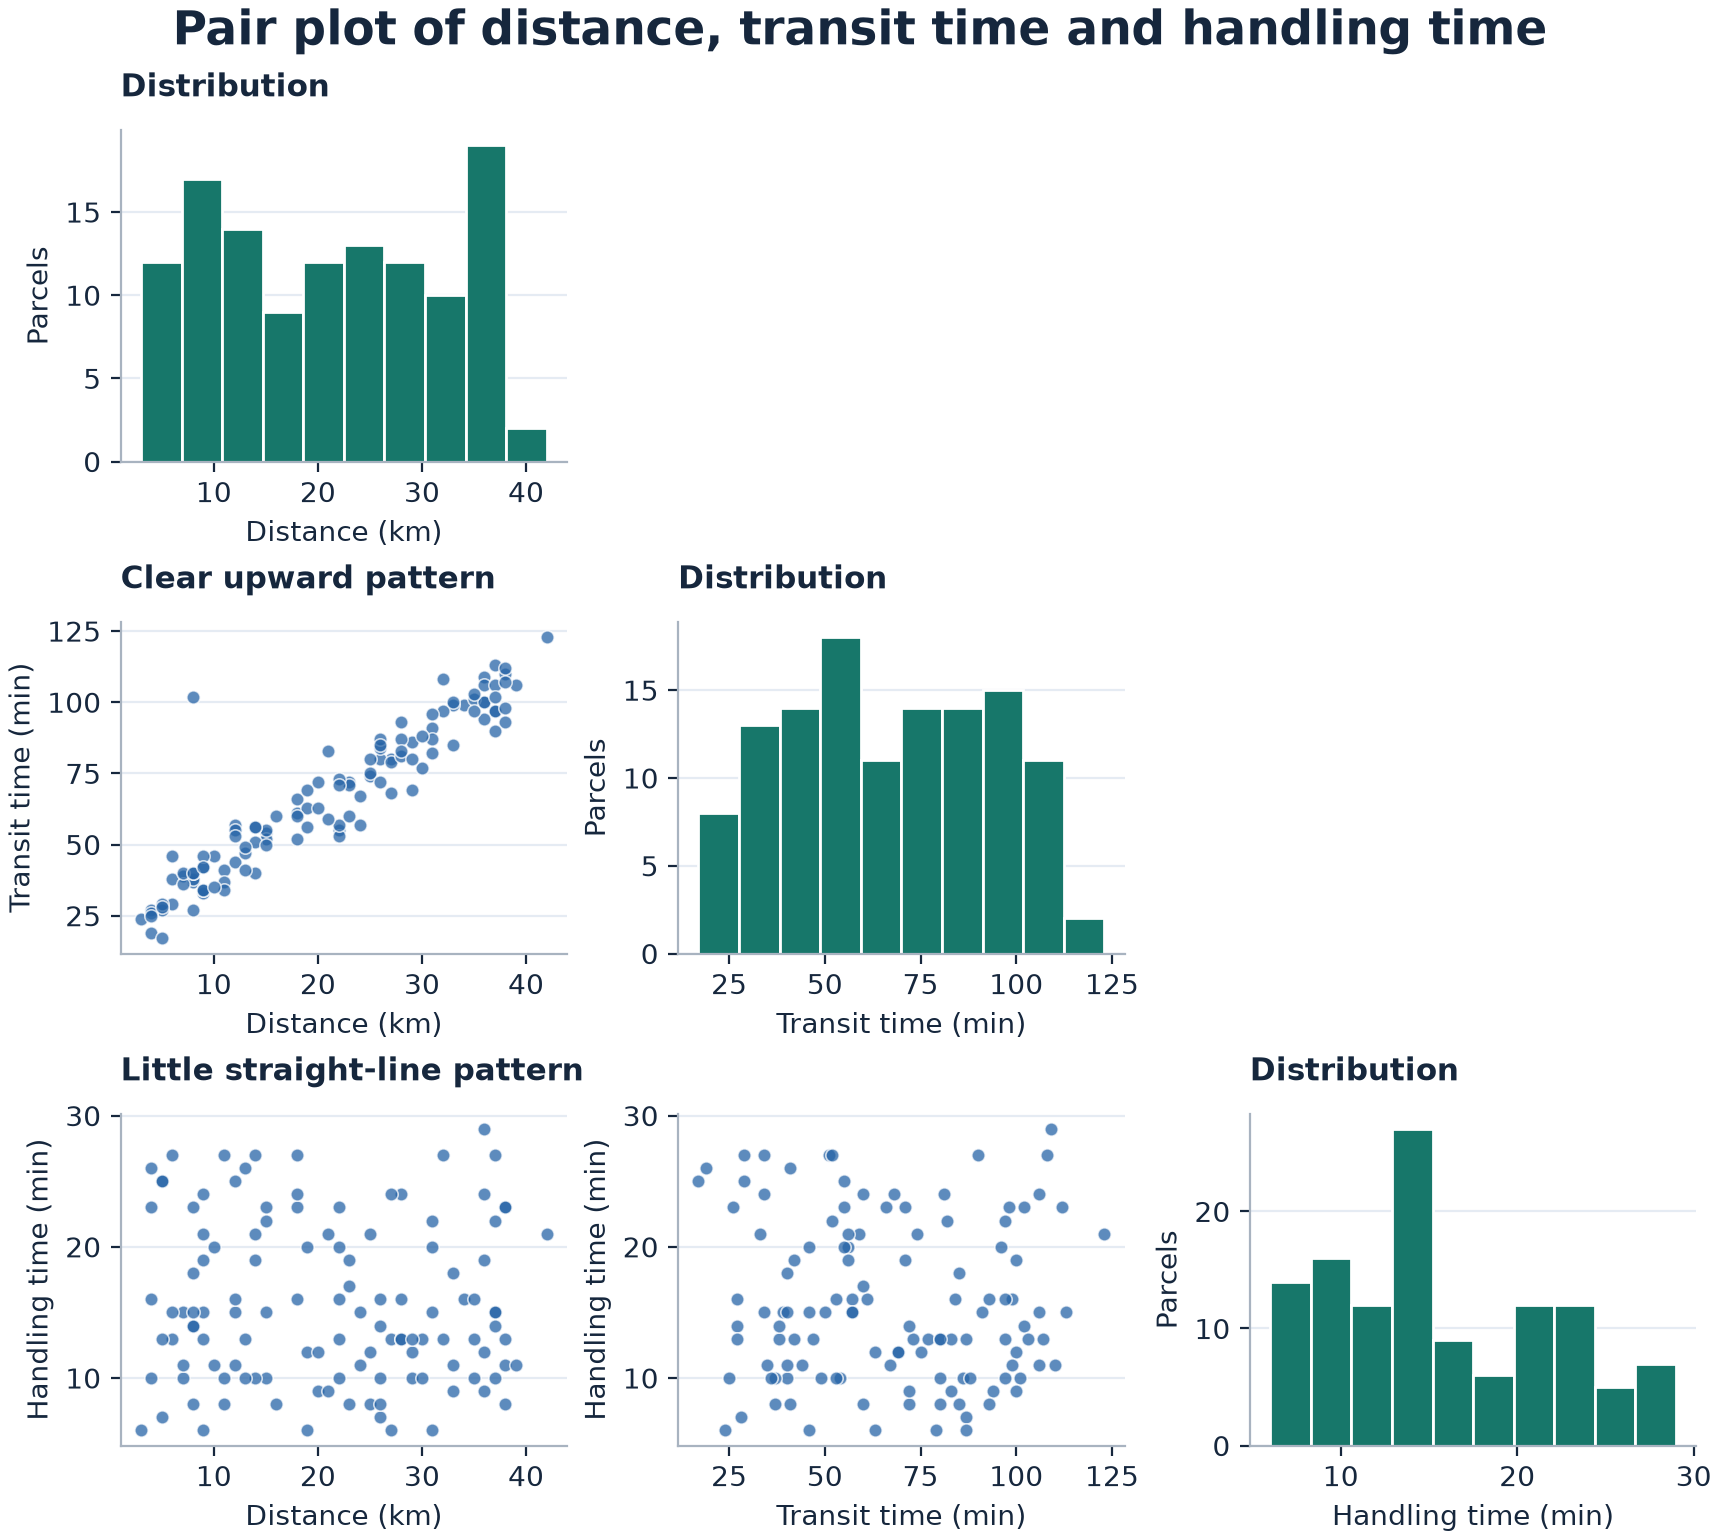 Pair plot of distance, transit time and handling time
Distribution
Parcels
15
10
5
0
10 20 30 40
Distance (km)
Clear upward pattern
Transit time (min)
125
100
75
50
25
10 20 30 40
Distance (km)
Distribution
Parcels
15
10
5
0
25 50 75 100 125
Transit time (min)
Little straight-line pattern
Handling time (min)
30
20
10
10 20 30 40
Distance (km)
Handling time (min)
30
20
10
25 50 75 100 125
Transit time (min)
Distribution
Parcels
20
10
0
10 20 30
Handling time (min)